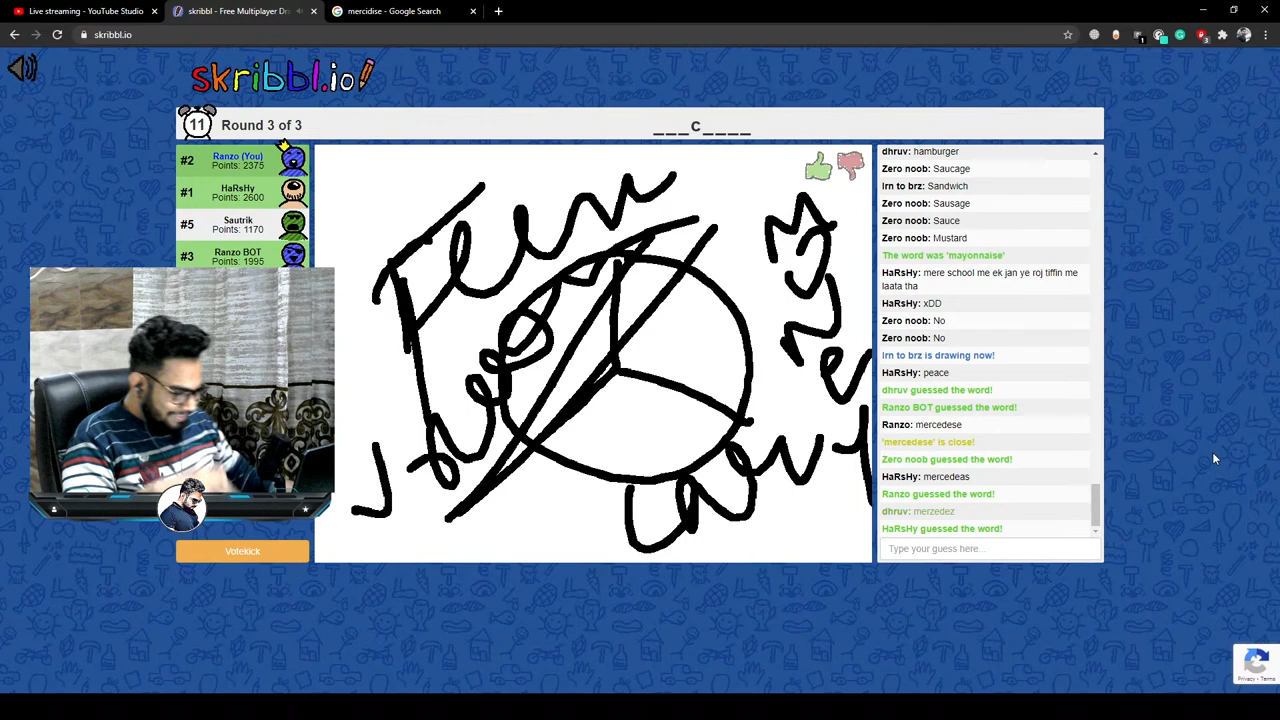 Live streaming - YouTube Studio
skribbl - Free Multiplayer Dra
mercidise - Google Search
skribbl.io
skribbl.io
11
Round 3 of 3
___c____
#2 Ranzo (You)
Points: 2375
#1 HaRsHy
Points: 2600
#5 Sautrik
Points: 1170
#3 Ranzo BOT
Points: 1995
Votekick
dhruv: hamburger
Zero noob: Saucage
Irn to brz: Sandwich
Zero noob: Sausage
Zero noob: Sauce
Zero noob: Mustard
The word was 'mayonnaise'
HaRsHy: mere school me ek jan ye roj tiffin me
laata tha
HaRsHy: xDD
Zero noob: No
Zero noob: No
Irn to brz is drawing now!
HaRsHy: peace
dhruv guessed the word!
Ranzo BOT guessed the word!
Ranzo: mercedese
'mercedese' is close!
Zero noob guessed the word!
HaRsHy: mercedeas
Ranzo guessed the word!
dhruv: merzedez
HaRsHy guessed the word!
Type your guess here...
Privacy - Terms